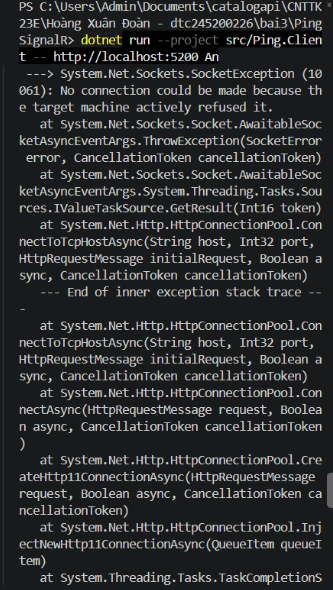 PS C:\Users\Admin\Documents\catalogapi\CNTTK
23E\Hoàng Xuân Đoàn - dtc245200226\bai3\Ping
SignalR> dotnet run --project src/Ping.Clien
t -- http://localhost:5200 An
 ---> System.Net.Sockets.SocketException (10
061): No connection could be made because th
e target machine actively refused it.
   at System.Net.Sockets.Socket.AwaitableSoc
ketAsyncEventArgs.ThrowException(SocketError
 error, CancellationToken cancellationToken)
   at System.Net.Sockets.Socket.AwaitableSoc
ketAsyncEventArgs.System.Threading.Tasks.Sou
rces.IValueTaskSource.GetResult(Int16 token)
   at System.Net.Http.HttpConnectionPool.Con
nectToTcpHostAsync(String host, Int32 port, 
HttpRequestMessage initialRequest, Boolean a
sync, CancellationToken cancellationToken)
   --- End of inner exception stack trace --
-
   at System.Net.Http.HttpConnectionPool.Con
nectToTcpHostAsync(String host, Int32 port, 
HttpRequestMessage initialRequest, Boolean a
sync, CancellationToken cancellationToken)
   at System.Net.Http.HttpConnectionPool.Con
nectAsync(HttpRequestMessage request, Boolea
n async, CancellationToken cancellationToken
)
   at System.Net.Http.HttpConnectionPool.Cre
ateHttp11ConnectionAsync(HttpRequestMessage 
request, Boolean async, CancellationToken ca
ncellationToken)
   at System.Net.Http.HttpConnectionPool.Inj
ectNewHttp11ConnectionAsync(QueueItem queueI
tem)
   at System.Threading.Tasks.TaskCompletionS